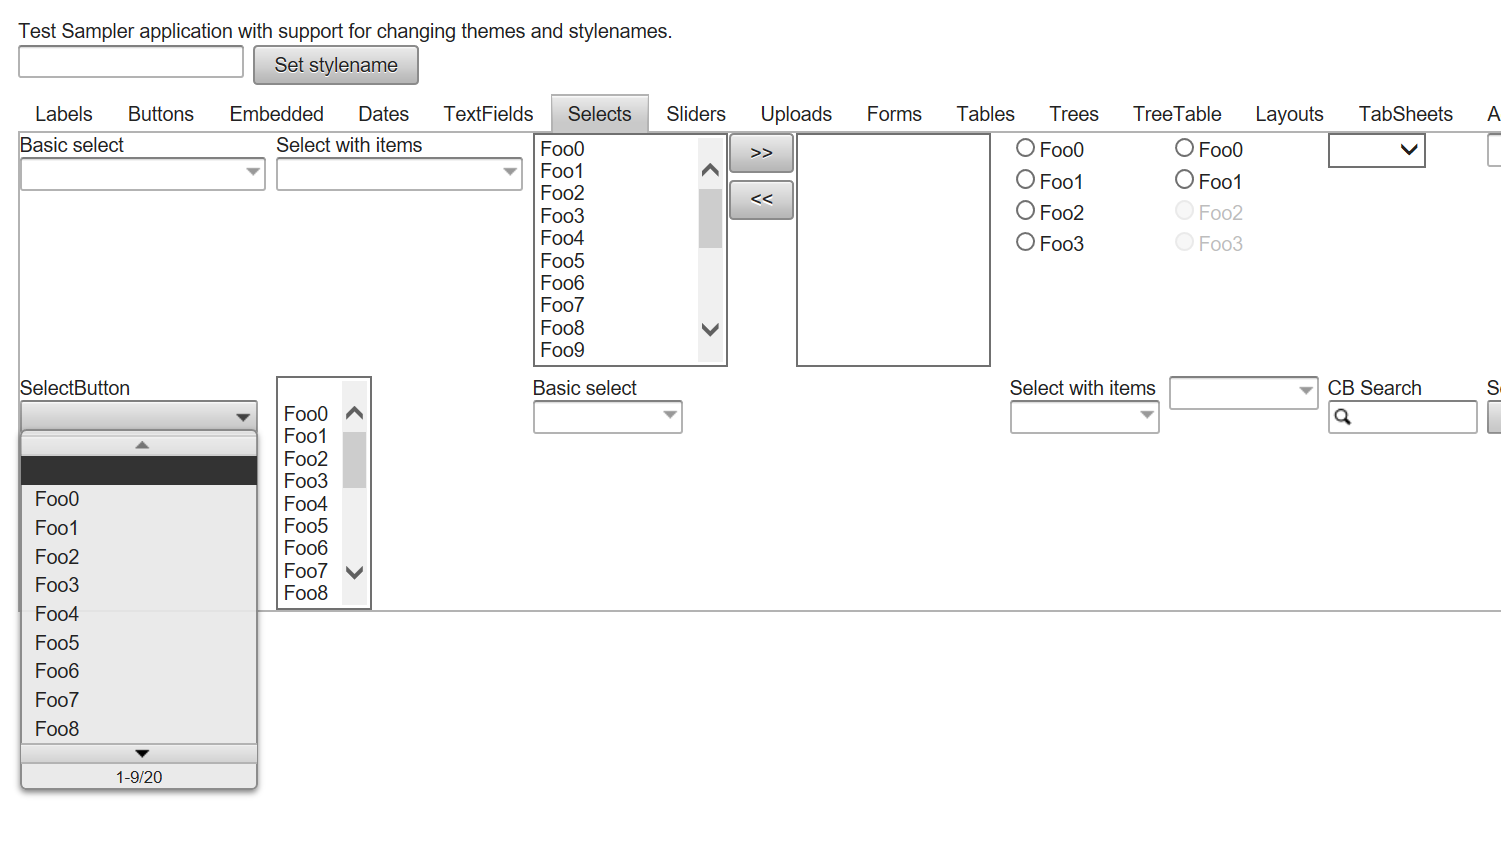 Test Sampler application with support for changing themes and stylenames.
Set stylename
Labels Buttons Embedded Dates TextFields Selects Sliders Uploads Forms Tables Trees TreeTable Layouts TabSheets
Basic select
Select with items
Foo0
Foo1
Foo2
Foo3
Foo4
Foo5
Foo6
Foo7
Foo8
Foo9
>>
<<
Foo0
Foo1
Foo2
Foo3
Foo0
Foo1
Foo2
Foo3
SelectButton
Foo0
Foo1
Foo2
Foo3
Foo4
Foo5
Foo6
Foo7
Foo8
1-9/20
Foo0
Foo1
Foo2
Foo3
Foo4
Foo5
Foo6
Foo7
Foo8
Basic select
Select with items
CB Search